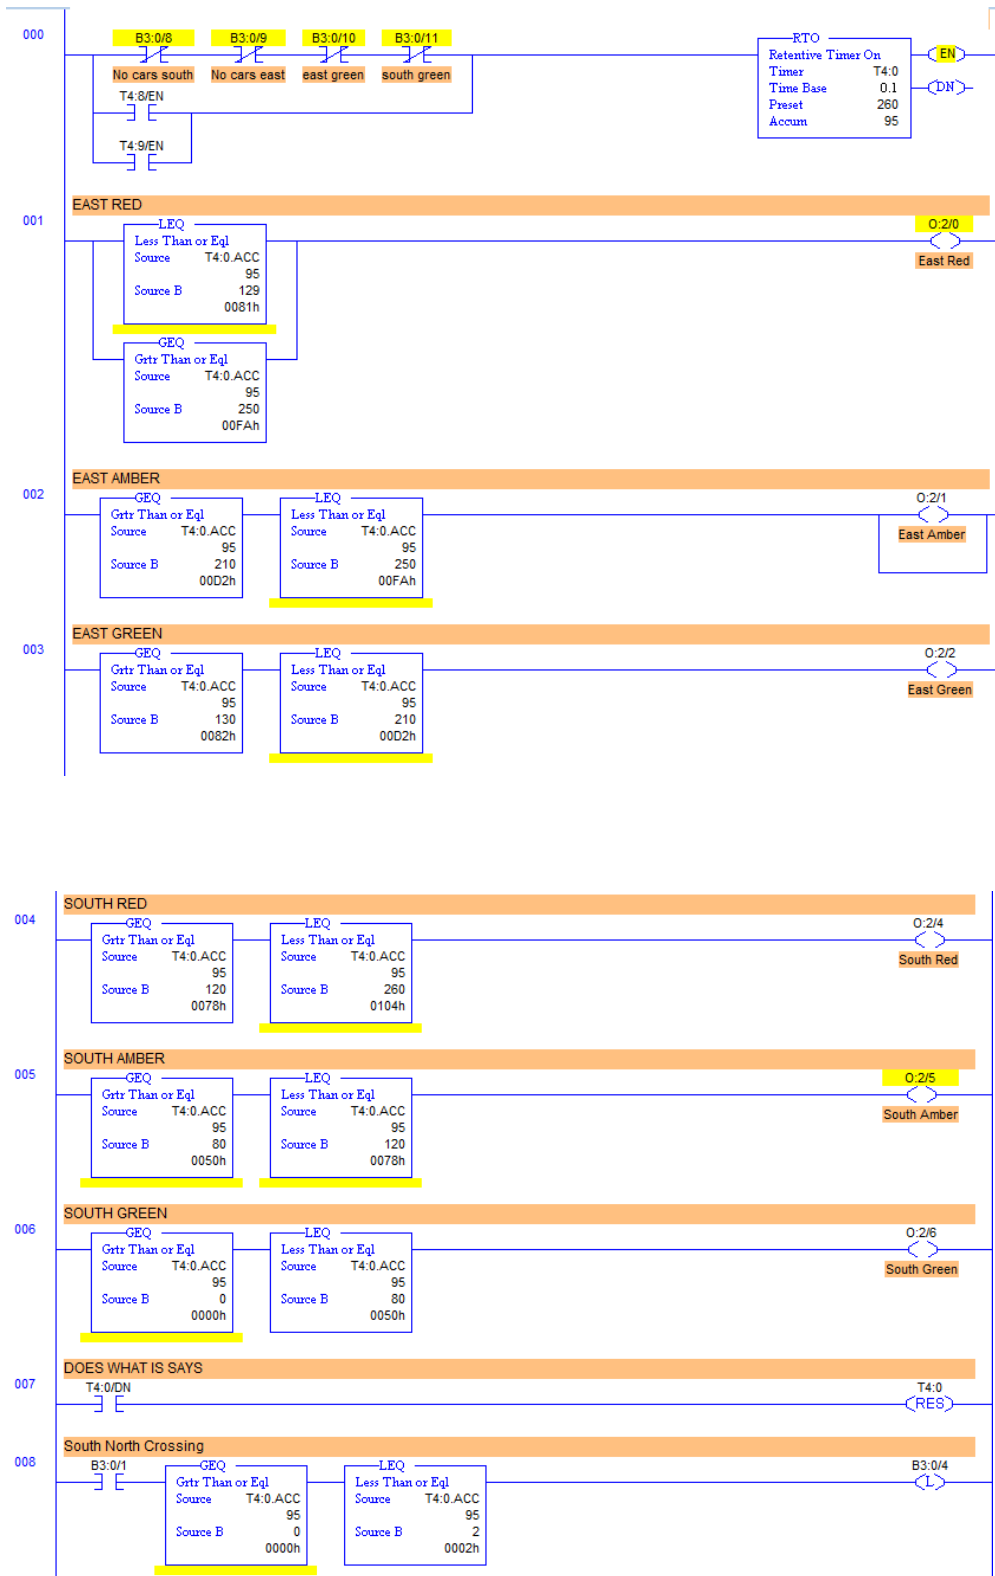 000
B3:0/8 B3:0/9 B3:0/10 B3:0/11
No cars south No cars east east green south green
RTO
Retentive Timer On
Timer T4:0
Time Base 0.1
Preset 260
Accum 95
EN
DN
T4:8/EN
T4:9/EN
EAST RED
001
LEQ
Less Than or Eql
Source T4:0.ACC
95
Source B 129
0081h
O:2/0
East Red
GEQ
Grtr Than or Eql
Source T4:0.ACC
95
Source B 250
00FAh
EAST AMBER
002
GEQ
Grtr Than or Eql
Source T4:0.ACC
95
Source B 210
00D2h
LEQ
Less Than or Eql
Source T4:0.ACC
95
Source B 250
00FAh
O:2/1
East Amber
EAST GREEN
003
GEQ
Grtr Than or Eql
Source T4:0.ACC
95
Source B 130
0082h
LEQ
Less Than or Eql
Source T4:0.ACC
95
Source B 210
00D2h
O:2/2
East Green
SOUTH RED
004
GEQ
Grtr Than or Eql
Source T4:0.ACC
95
Source B 120
0078h
LEQ
Less Than or Eql
Source T4:0.ACC
95
Source B 260
0104h
O:2/4
South Red
SOUTH AMBER
005
GEQ
Grtr Than or Eql
Source T4:0.ACC
95
Source B 80
0050h
LEQ
Less Than or Eql
Source T4:0.ACC
95
Source B 120
0078h
O:2/5
South Amber
SOUTH GREEN
006
GEQ
Grtr Than or Eql
Source T4:0.ACC
95
Source B 0
0000h
LEQ
Less Than or Eql
Source T4:0.ACC
95
Source B 80
0050h
O:2/6
South Green
DOES WHAT IS SAYS
007
T4:0/DN
T4:0
RES
South North Crossing
008
B3:0/1
GEQ
Grtr Than or Eql
Source T4:0.ACC
95
Source B 0
0000h
LEQ
Less Than or Eql
Source T4:0.ACC
95
Source B 2
0002h
B3:0/4
L